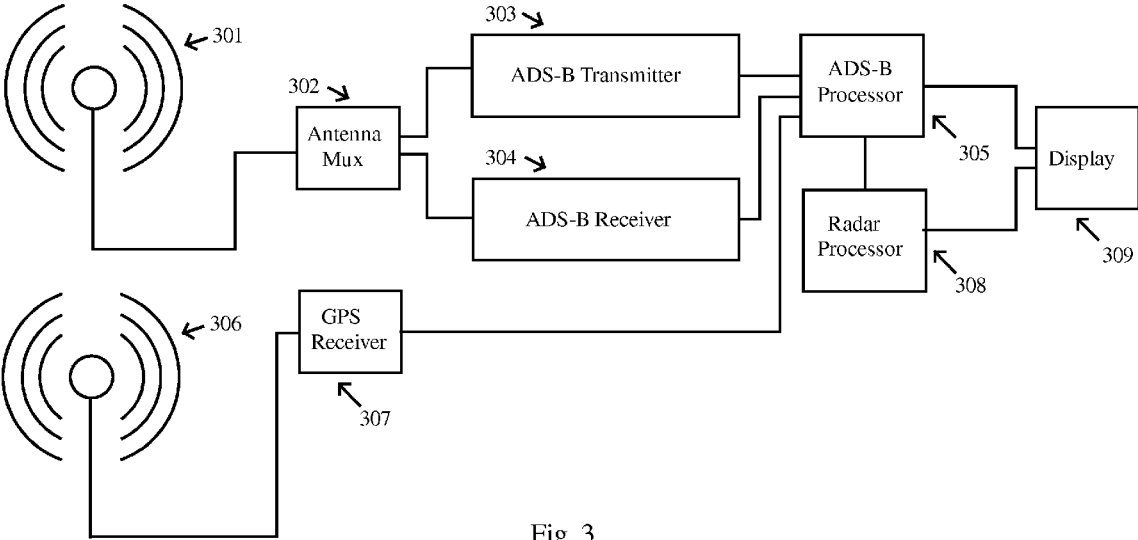 301
302
Antenna
Mux
303
ADS-B Transmitter
304
ADS-B Receiver
ADS-B
Processor
305
Radar
Processor
308
Display
309
306
GPS
Receiver
307
Fig. 3